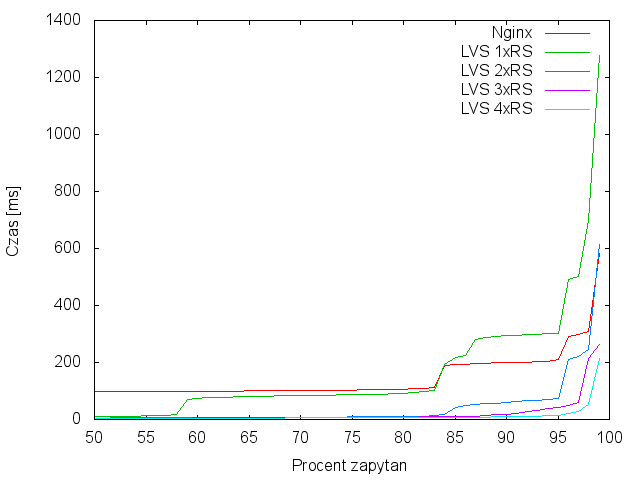 1400
1200
1000
800
600
400
200
0
Czas [ms]
Nginx
LVS 1xRS
LVS 2xRS
LVS 3xRS
LVS 4xRS
50 55 60 65 70 75 80 85 90 95 100
Procent zapytan